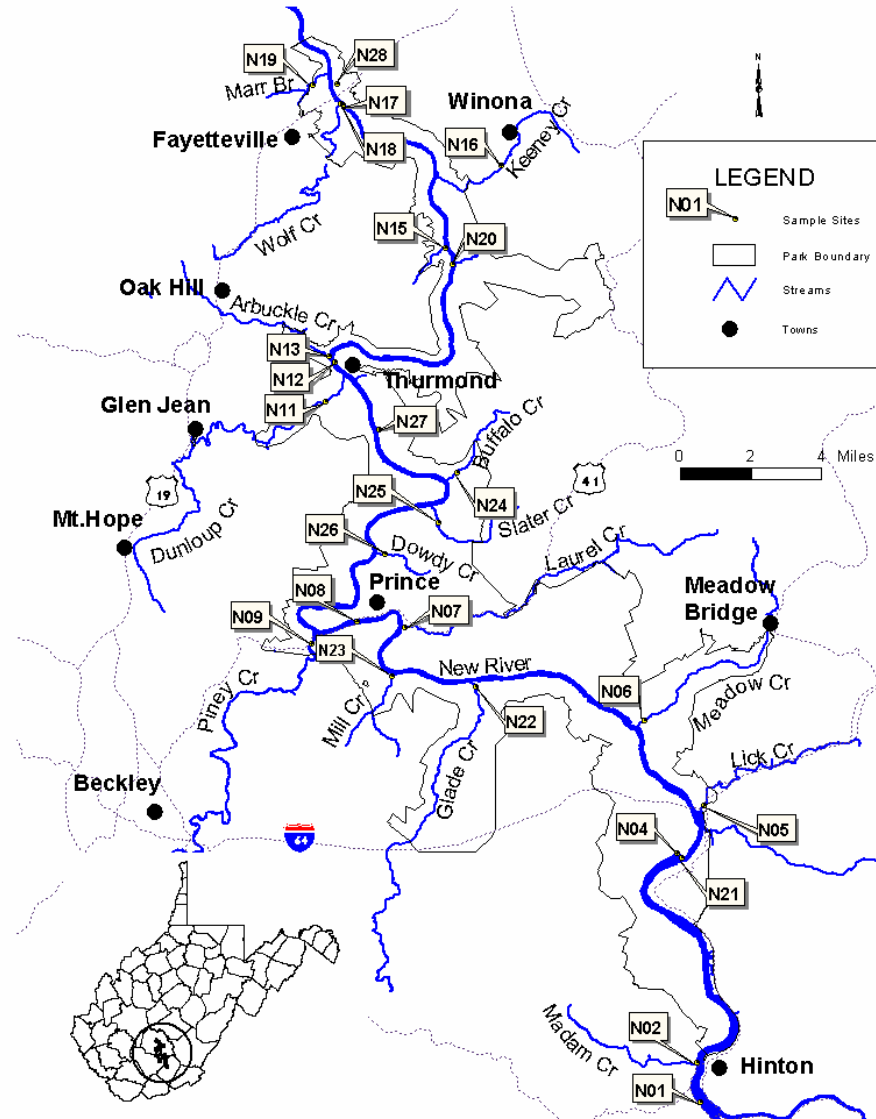 N19
N28
Marr Br
N17
Winona
Keeney Cr
N16
Fayetteville
N18
N
LEGEND
N01
Sample Sites
Park Boundary
Streams
Towns
Wolf Cr
N15
N20
Oak Hill
Arbuckle Cr
N13
N12
Thurmond
N11
Glen Jean
N27
Buffalo Cr
0 2 4 Miles
19
41
N25
N24
Slater Cr
Mt.Hope
Dunloup Cr
N26
Dowdy Cr
Laurel Cr
Prince
N08
N07
Meadow
Bridge
N09
N23
New River
N06
Meadow Cr
Piney Cr
Mill Cr
N22
Glade Cr
Lick Cr
Beckley
64
N04
N05
N21
Madam Cr
N02
Hinton
N01